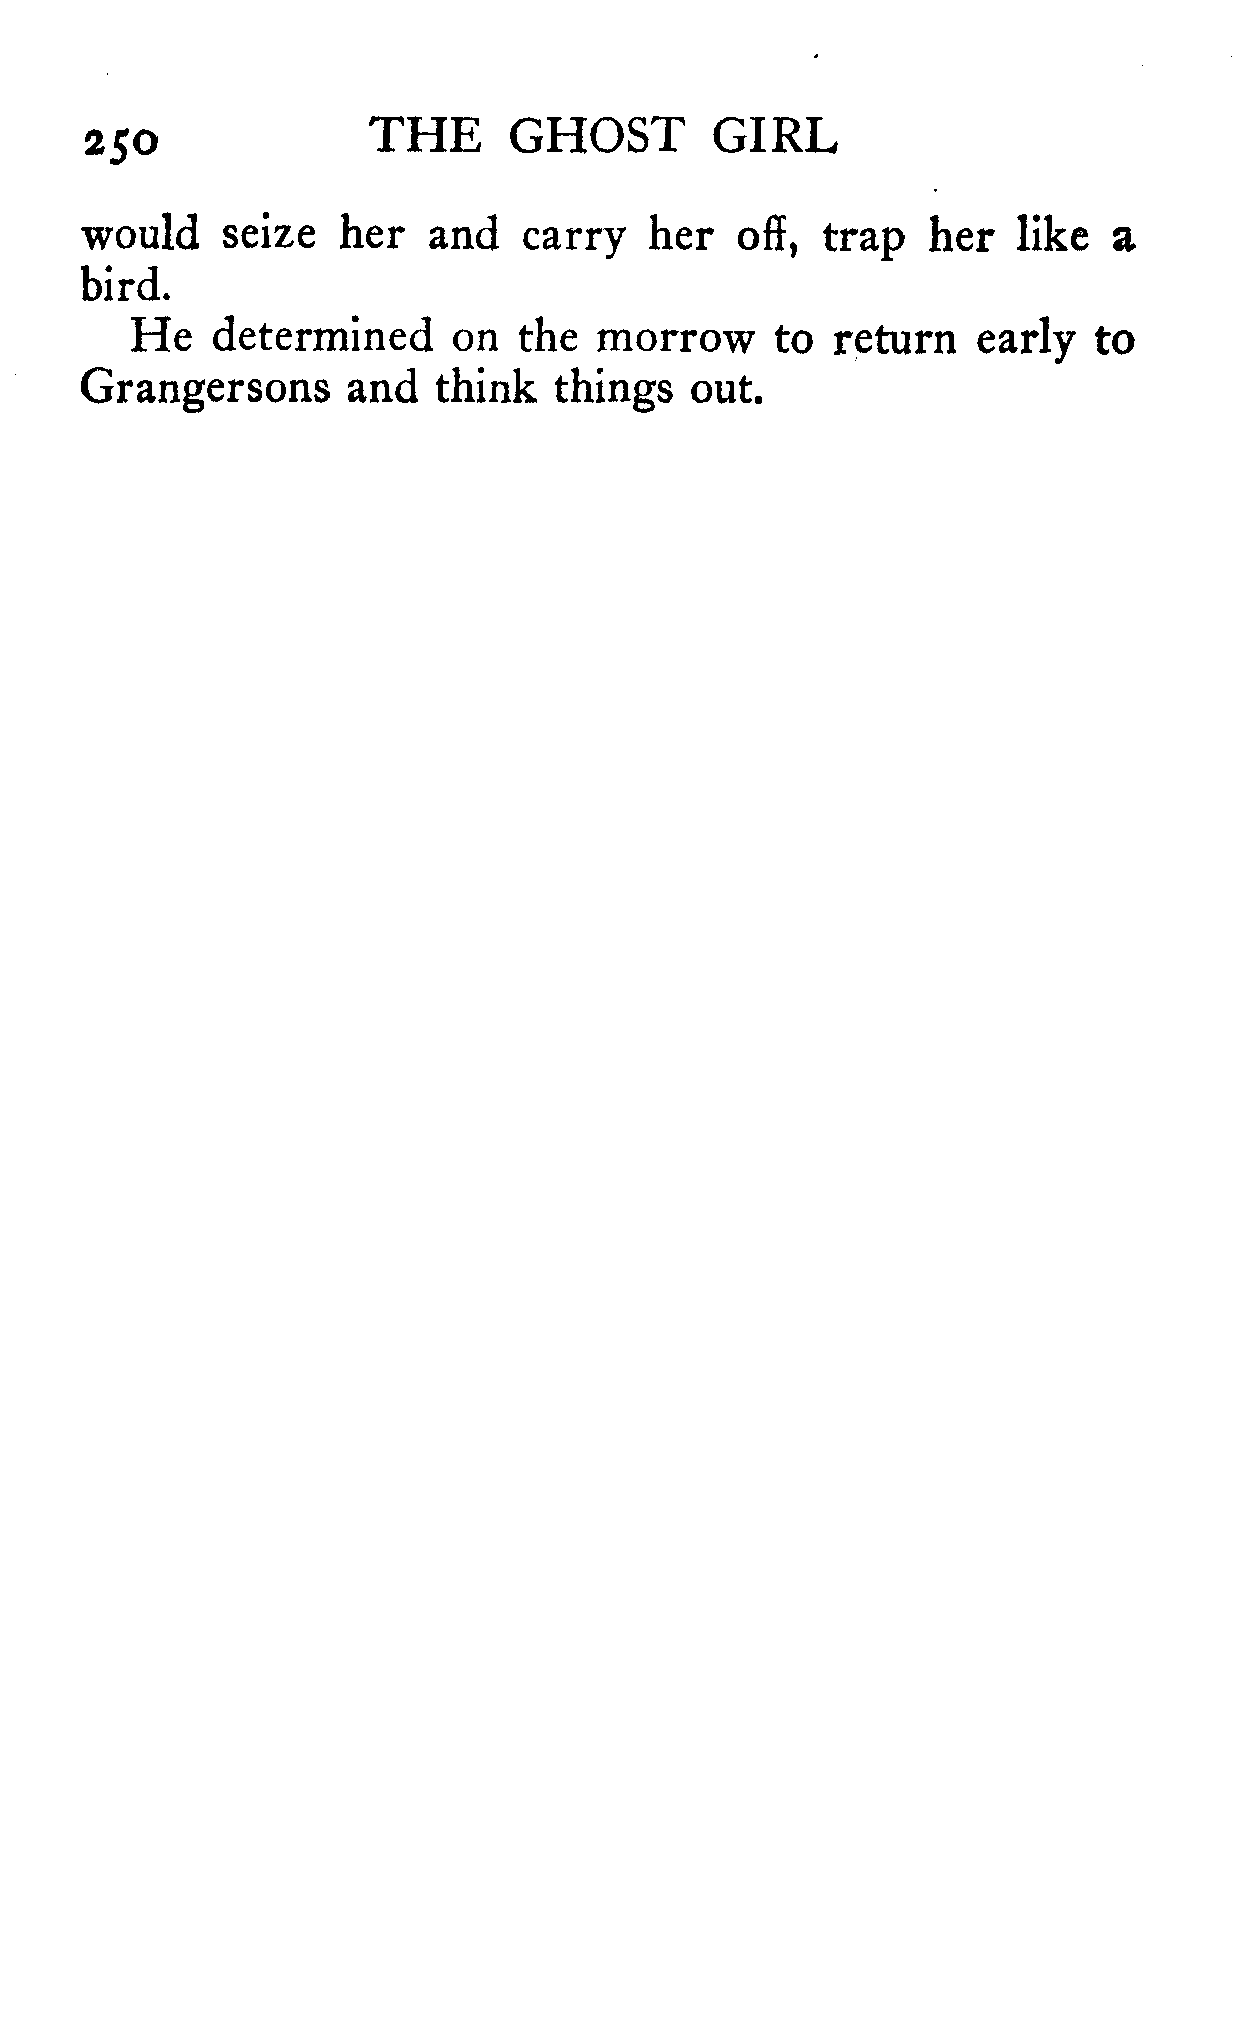 250 THE GHOST GIRL
would seize her and carry her off, trap her like a
bird.
He determined on the morrow to return early to
Grangersons and think things out.